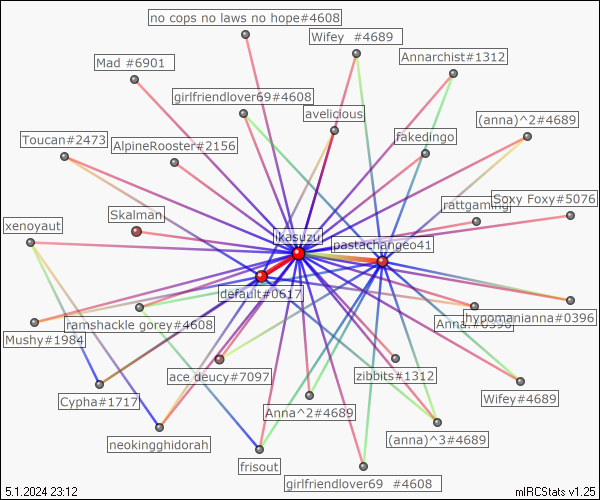 no cops no laws no hope#4608
Wifey #4689
Annarchist#1312
Mad #6901
girlfriendlover69#4608
avelicious
(anna)^2#4689
Toucan#2473
AlpineRooster#2156
fakedingo
Skalman
rattgaming
Soxy Foxy#5076
xenoyaut
ikasuzu
pastachange041
default#0617
Mushy#1984
ramshackle gorey#4608
Anna.#0396
hypomanianna#0396
ace deucy#7097
zibbits#1312
Cypha#1717
Anna^2#4689
Wifey#4689
neokingghidorah
(anna)^3#4689
frisout
girlfriendlover69 #4608
5.1.2024 23:12
mIRCStats v1.25